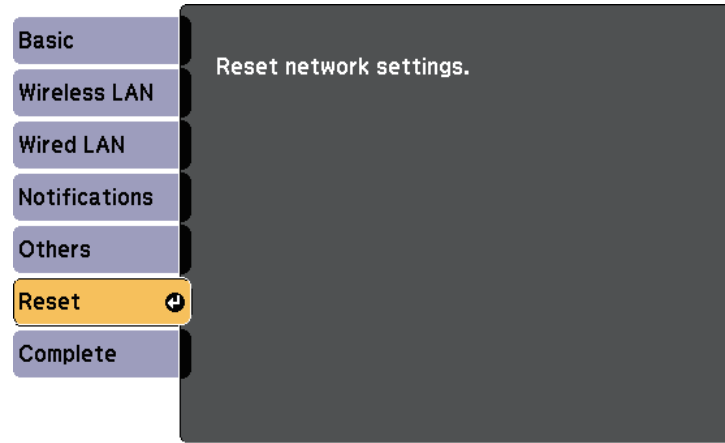 Basic
Wireless LAN
Wired LAN
Notifications
Others
Reset
Complete
Reset network settings.